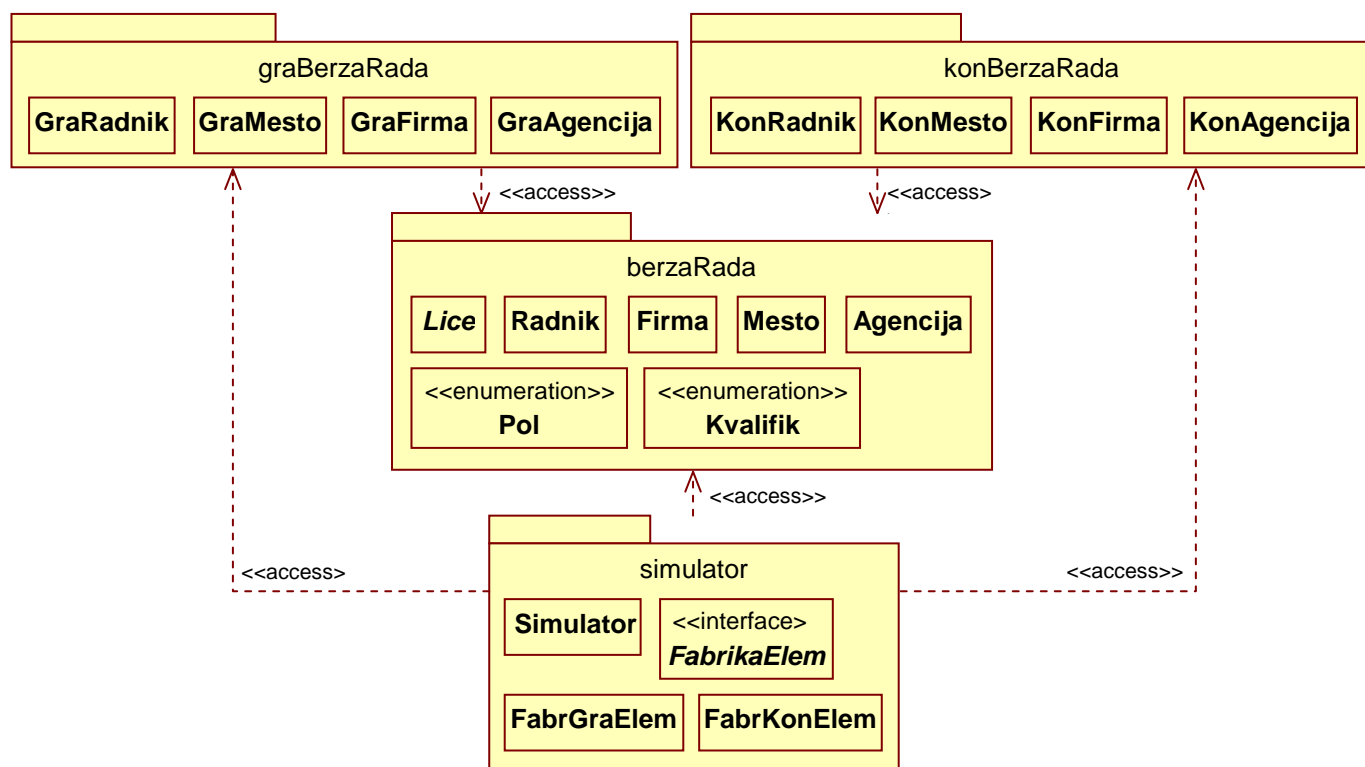 graBerzaRada
GraRadnik GraMesto GraFirma GraAgencija
konBerzaRada
KonRadnik KonMesto KonFirma KonAgencija
<<access>>
<<access>
berzaRada
Lice Radnik Firma Mesto Agencija
<<enumeration>>
Pol
<<enumeration>>
Kvalifik
<<access>>
<<access>
<<access>>
simulator
Simulator
<<interface>
FabrikaElem
FabrGraElem FabrKonElem